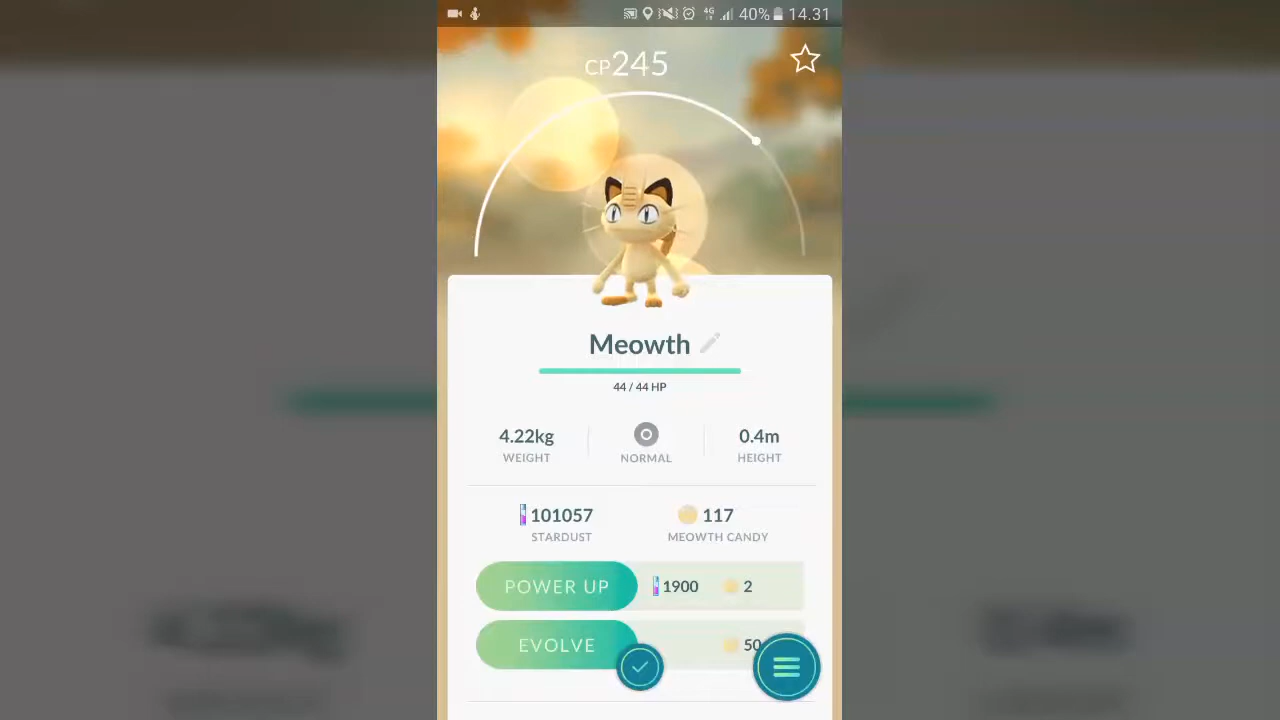 4G 40% 14.31
CP245
Meowth
44 / 44 HP
4.22kg
WEIGHT
NORMAL
0.4m
HEIGHT
101057
STARDUST
117
MEOWTH CANDY
POWER UP 1900 2
EVOLVE 50